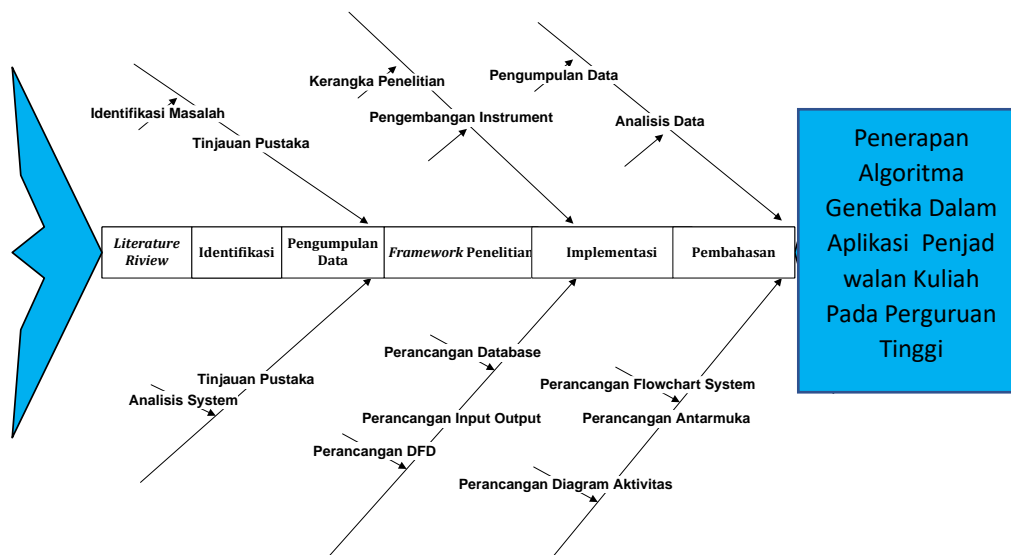 Kerangka Penelitian
Pengumpulan Data
Identifikasi Masalah
Pengembangan Instrument
Analisis Data
Tinjauan Pustaka
Literature
Riview
Identifikasi
Pengumpulan
Data
Framework Penelitian
Implementasi
Pembahasan
Penerapan
Algoritma
Genetika Dalam
Aplikasi Penjad
walan Kuliah
Pada Perguruan
Tinggi
Tinjauan Pustaka
Analisis System
Perancangan Database
Perancangan Input Output
Perancangan DFD
Perancangan Flowchart System
Perancangan Antarmuka
Perancangan Diagram Aktivitas